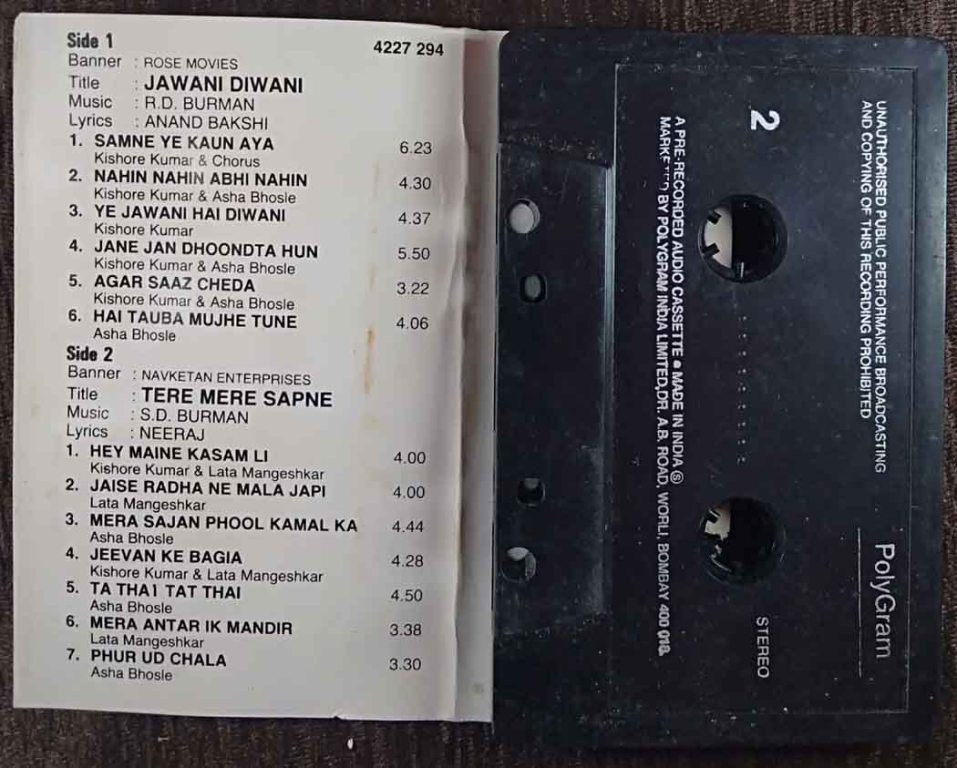 Side 1
4227 294
Banner : ROSE MOVIES
Title : JAWANI DIWANI
Music : R.D. BURMAN
Lyrics : ANAND BAKSHI
1. SAMNE YE KAUN AYA 6.23
Kishore Kumar & Chorus
2. NAHIN NAHIN ABHI NAHIN 4.30
Kishore Kumar & Asha Bhosle
3. YE JAWANI HAI DIWANI 4.37
Kishore Kumar
4. JANE JAN DHOONDTA HUN 5.50
Kishore Kumar & Asha Bhosle
5. AGAR SAAZ CHEDA 3.22
Kishore Kumar & Asha Bhosle
6. HAI TAUBA MUJHE TUNE 4.06
Asha Bhosle
Side 2
Banner : NAVKETAN ENTERPRISES
Title : TERE MERE SAPNE
Music : S.D. BURMAN
Lyrics : NEERAJ
1. HEY MAINE KASAM LI 4.00
Kishore Kumar & Lata Mangeshkar
2. JAISE RADHA NE MALA JAPI 4.00
Lata Mangeshkar
3. MERA SAJAN PHOOL KAMAL KA 4.44
Asha Bhosle
4. JEEVAN KE BAGIA 4.28
Kishore Kumar & Lata Mangeshkar
5. TA THAI TAT THAI 4.50
Asha Bhosle
6. MERA ANTAR IK MANDIR 3.38
Lata Mangeshkar
7. PHUR UD CHALA 3.30
Asha Bhosle
UNAUTHORISED PUBLIC PERFORMANCE BROADCASTING
AND COPYING OF THIS RECORDING PROHIBITED
PolyGram
2
STEREO
A PRE-RECORDED AUDIO CASSETTE ● MADE IN INDIA Ⓢ
MARKETED BY POLYGRAM INDIA LIMITED, DR. A.B. ROAD, WORLI, BOMBAY 400 018.